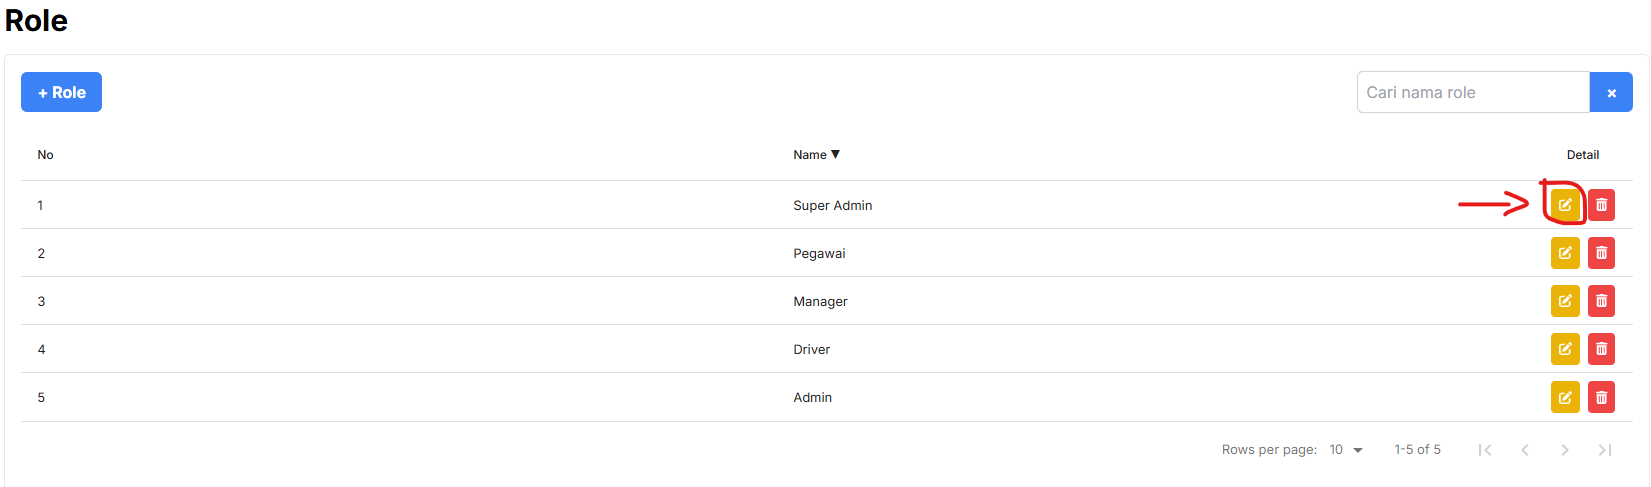 Role
+ Role
Cari nama role
×
No Name ▼ Detail
1 Super Admin
2 Pegawai
3 Manager
4 Driver
5 Admin
Rows per page: 10 1-5 of 5